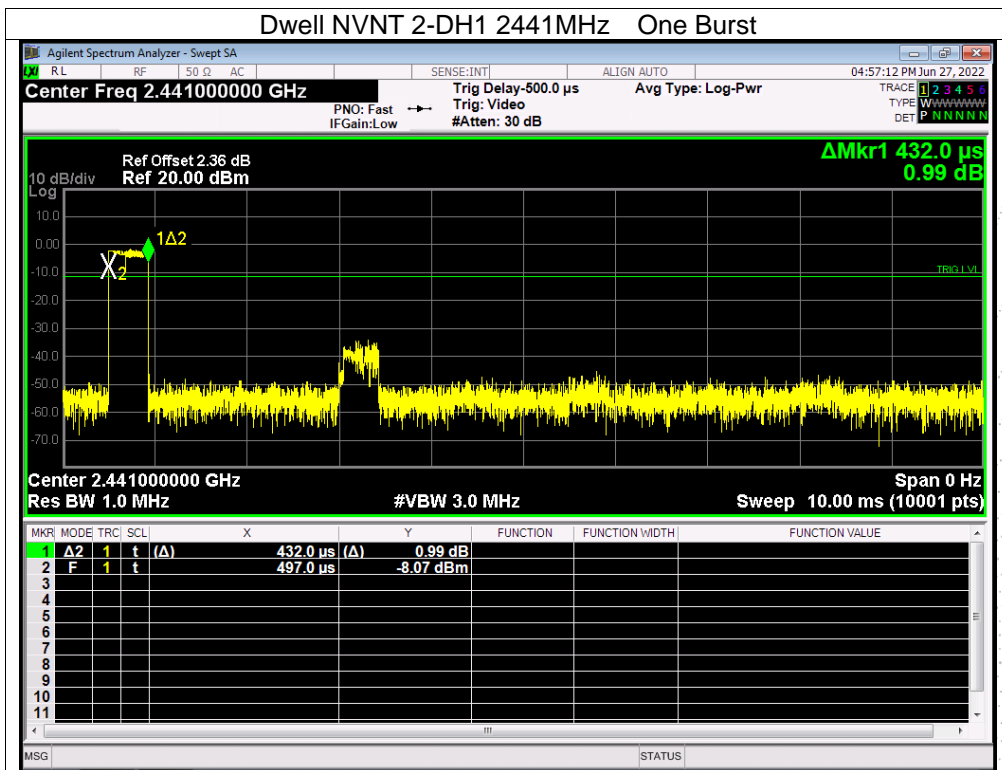 Dwell NVNT 2-DH1 2441MHz One Burst
Agilent Spectrum Analyzer - Swept SA
LXI RL RF 50 Ω AC SENSE:INT ALIGN AUTO 04:57:12 PM Jun 27, 2022
Center Freq 2.441000000 GHz Trig Delay-500.0 µs Avg Type: Log-Pwr TRACE 1 2 3 4 5 6
PNO: Fast Trig: Video TYPE WWWWWW
IFGain:Low #Atten: 30 dB DET P N N N N N
ΔMkr1 432.0 µs
0.99 dB
Ref Offset 2.36 dB
10 dB/div Ref 20.00 dBm
Log
10.0
0.00
1Δ2
-10.0
X2
TRIG LVL
-20.0
-30.0
-40.0
-50.0
-60.0
-70.0
Center 2.441000000 GHz Span 0 Hz
Res BW 1.0 MHz #VBW 3.0 MHz Sweep 10.00 ms (10001 pts)
MKR MODE TRC SCL X Y FUNCTION FUNCTION WIDTH FUNCTION VALUE
1 Δ2 1 t (Δ) 432.0 µs (Δ) 0.99 dB
2 F 1 t 497.0 µs -8.07 dBm
3
4
5
6
7
8
9
10
11
MSG STATUS